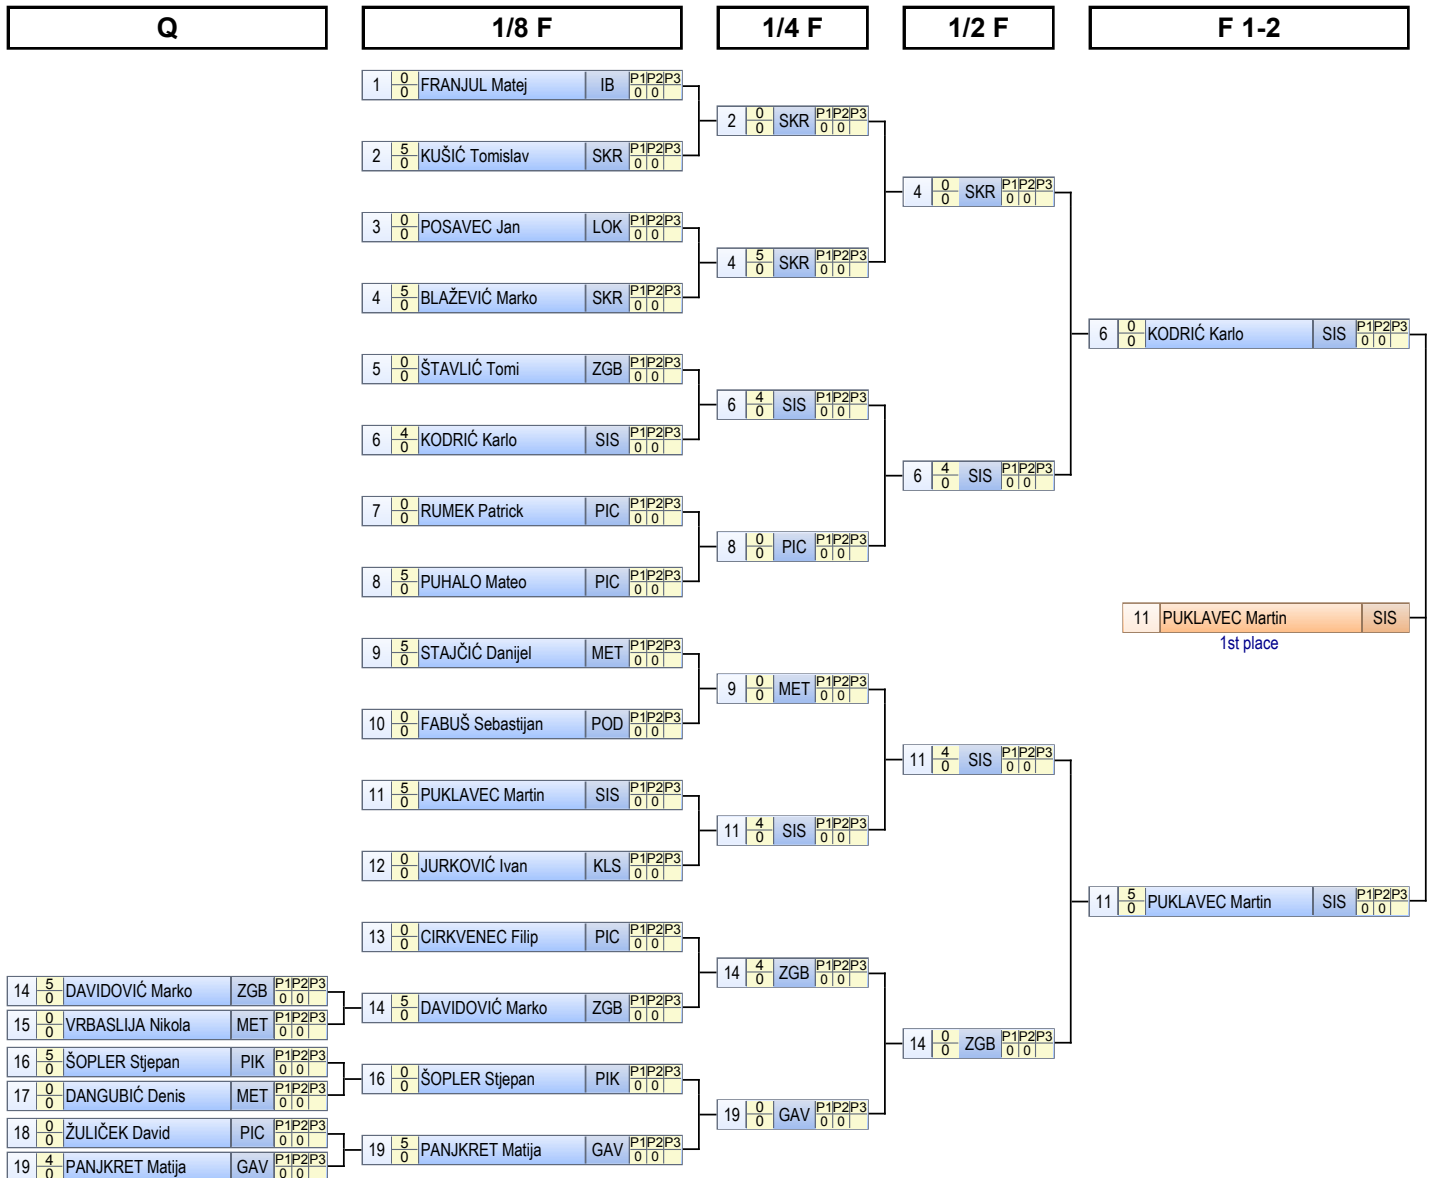 Q 1/8 F 1/4 F 1/2 F F 1-2
1 0 0 FRANJUL Matej IB P1 P2 P3 0 0
2 5 0 KUŠIĆ Tomislav SKR P1 P2 P3 0 0
3 0 0 POSAVEC Jan LOK P1 P2 P3 0 0
4 5 0 BLAŽEVIĆ Marko SKR P1 P2 P3 0 0
5 0 0 ŠTAVLIĆ Tomi ZGB P1 P2 P3 0 0
6 4 0 KODRIĆ Karlo SIS P1 P2 P3 0 0
7 0 0 RUMEK Patrick PIC P1 P2 P3 0 0
8 5 0 PUHALO Mateo PIC P1 P2 P3 0 0
9 5 0 STAJČIĆ Danijel MET P1 P2 P3 0 0
10 0 0 FABUŠ Sebastijan POD P1 P2 P3 0 0
11 5 0 PUKLAVEC Martin SIS P1 P2 P3 0 0
12 0 0 JURKOVIĆ Ivan KLS P1 P2 P3 0 0
13 0 0 CIRKVENEC Filip PIC P1 P2 P3 0 0
14 5 0 DAVIDOVIĆ Marko ZGB P1 P2 P3 0 0
15 0 0 VRBASLIJA Nikola MET P1 P2 P3 0 0
16 5 0 ŠOPLER Stjepan PIK P1 P2 P3 0 0
17 0 0 DANGUBIĆ Denis MET P1 P2 P3 0 0
18 0 0 ŽULIČEK David PIC P1 P2 P3 0 0
19 4 0 PANJKRET Matija GAV P1 P2 P3 0 0
14 5 0 DAVIDOVIĆ Marko ZGB P1 P2 P3 0 0
16 0 0 ŠOPLER Stjepan PIK P1 P2 P3 0 0
19 5 0 PANJKRET Matija GAV P1 P2 P3 0 0
2 0 0 SKR P1 P2 P3 0 0
4 5 0 SKR P1 P2 P3 0 0
6 4 0 SIS P1 P2 P3 0 0
8 0 0 PIC P1 P2 P3 0 0
9 0 0 MET P1 P2 P3 0 0
11 4 0 SIS P1 P2 P3 0 0
14 4 0 ZGB P1 P2 P3 0 0
19 0 0 GAV P1 P2 P3 0 0
4 0 0 SKR P1 P2 P3 0 0
6 4 0 SIS P1 P2 P3 0 0
11 4 0 SIS P1 P2 P3 0 0
14 0 0 ZGB P1 P2 P3 0 0
6 0 0 KODRIĆ Karlo SIS P1 P2 P3 0 0
11 PUKLAVEC Martin SIS
1st place
11 5 0 PUKLAVEC Martin SIS P1 P2 P3 0 0